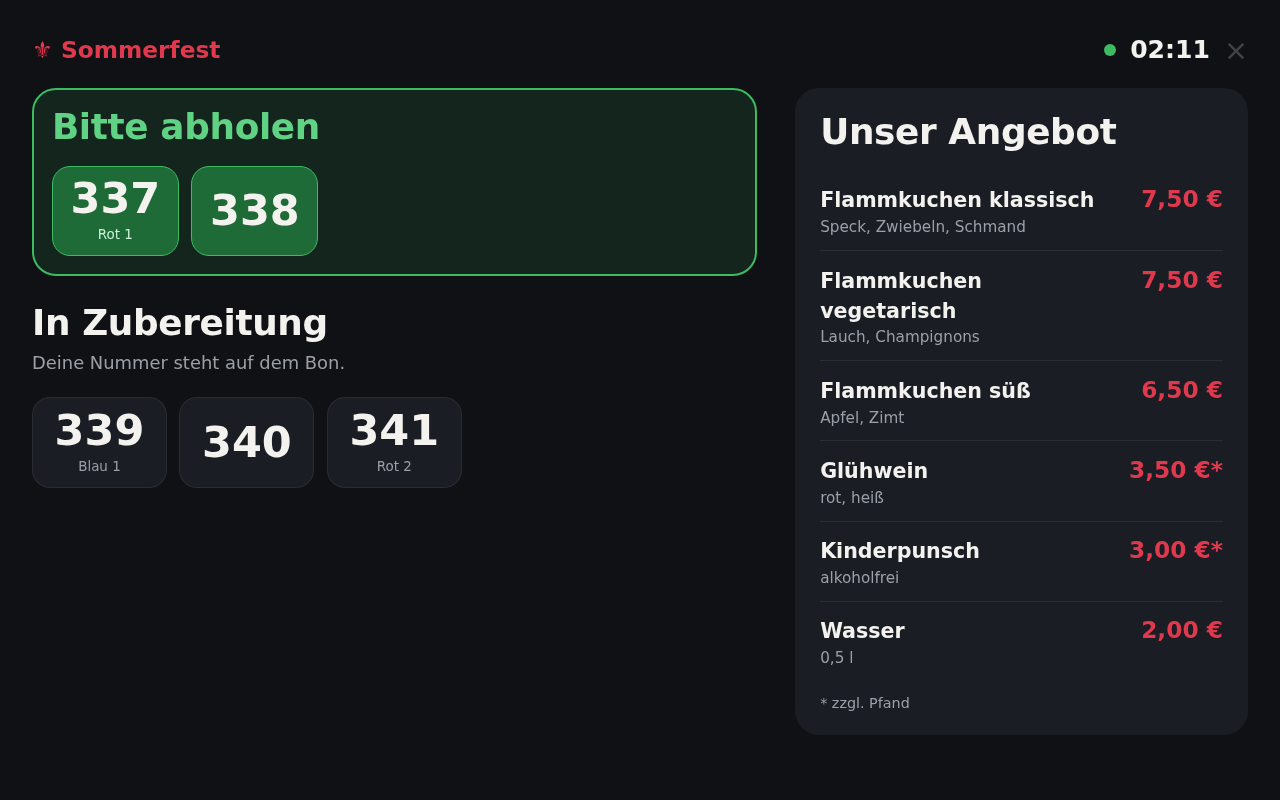 ⚜ Sommerfest
02:11 ×
Bitte abholen
337
Rot 1
338
In Zubereitung
Deine Nummer steht auf dem Bon.
339
Blau 1
340
341
Rot 2
Unser Angebot
Flammkuchen klassisch 7,50 €
Speck, Zwiebeln, Schmand
Flammkuchen 7,50 €
vegetarisch
Lauch, Champignons
Flammkuchen süß 6,50 €
Apfel, Zimt
Glühwein 3,50 €*
rot, heiß
Kinderpunsch 3,00 €*
alkoholfrei
Wasser 2,00 €
0,5 l
* zzgl. Pfand